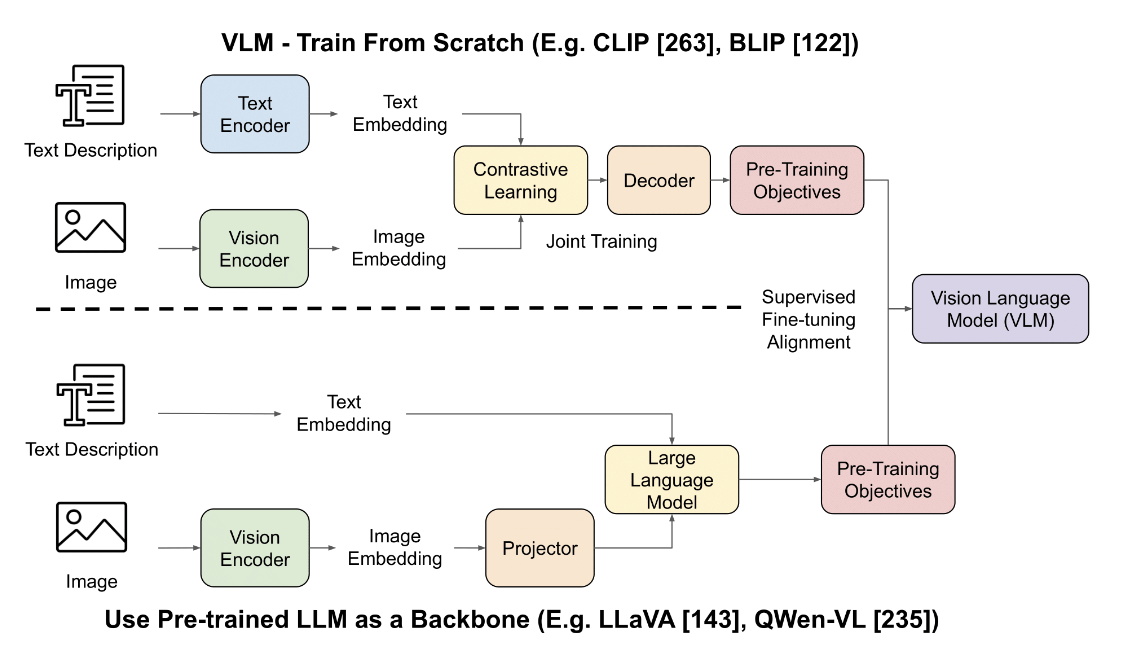 VLM - Train From Scratch (E.g. CLIP [263], BLIP [122])
Text Description
Text
Encoder
Text
Embedding
Image
Vision
Encoder
Image
Embedding
Contrastive
Learning
Joint Training
Decoder
Pre-Training
Objectives
Supervised
Fine-tuning
Alignment
Vision Language
Model (VLM)
Text Description
Text
Embedding
Image
Vision
Encoder
Image
Embedding
Projector
Large
Language
Model
Pre-Training
Objectives
Use Pre-trained LLM as a Backbone (E.g. LLaVA [143], QWen-VL [235])